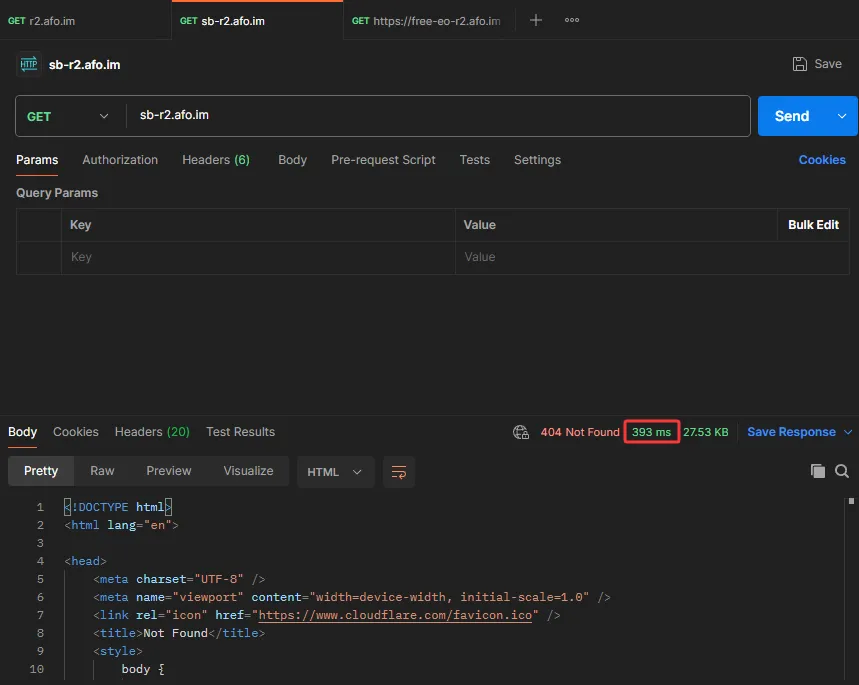 GET r2.afo.im
GET sb-r2.afo.im
GET https://free-eo-r2.afo.im
HTTP sb-r2.afo.im
Save
GET sb-r2.afo.im
Send
Params Authorization Headers (6) Body Pre-request Script Tests Settings Cookies
Query Params
Key Value Bulk Edit
Key Value
Body Cookies Headers (20) Test Results 404 Not Found 393 ms 27.53 KB Save Response
Pretty Raw Preview Visualize HTML
1 <!DOCTYPE html>
2 <html lang="en">
3
4 <head>
5 <meta charset="UTF-8" />
6 <meta name="viewport" content="width=device-width, initial-scale=1.0" />
7 <link rel="icon" href="https://www.cloudflare.com/favicon.ico" />
8 <title>Not Found</title>
9 <style>
10 body {